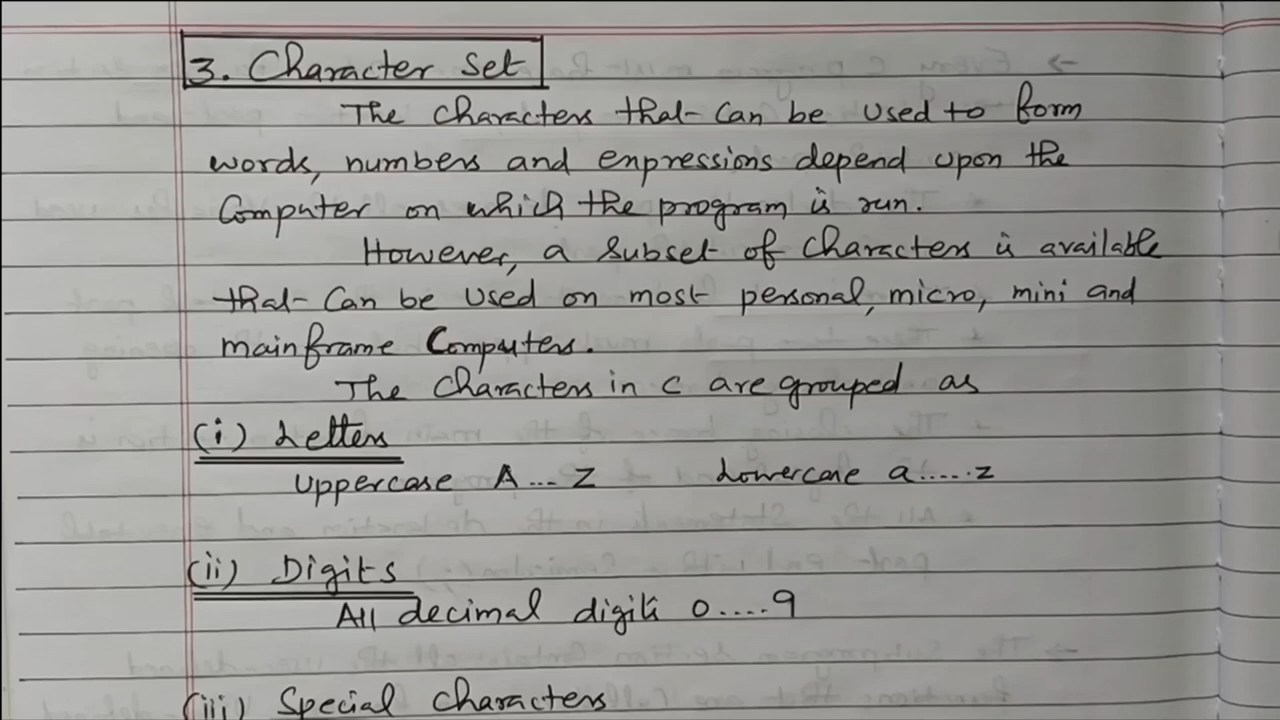 3. Character Set
The characters that can be used to form
words, numbers and expressions depend upon the
Computer on which the program is run.
However, a subset of characters is available
that can be used on most personal, micro, mini and
mainframe Computers.
The characters in C are grouped as
(i) Letters
Uppercase A...Z Lowercase a.....z
(ii) Digits
All decimal digits 0....9
(iii) Special characters